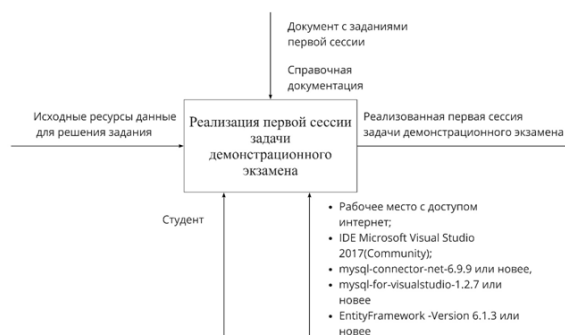 Документ с заданиями
первой сессии
Справочная
документация
Исходные ресурсы данные
для решения задания
Реализация первой сессии
задачи
демонстрационного
экзамена
Реализованная первая сессия
задачи демонстрационного экзамена
Студент
• Рабочее место с доступом
интернет;
• IDE Microsoft Visual Studio
2017(Community);
• mysql-connector-net-6.9.9 или новее,
• mysql-for-visualstudio-1.2.7 или
новее
• EntityFramework -Version 6.1.3 или
новее